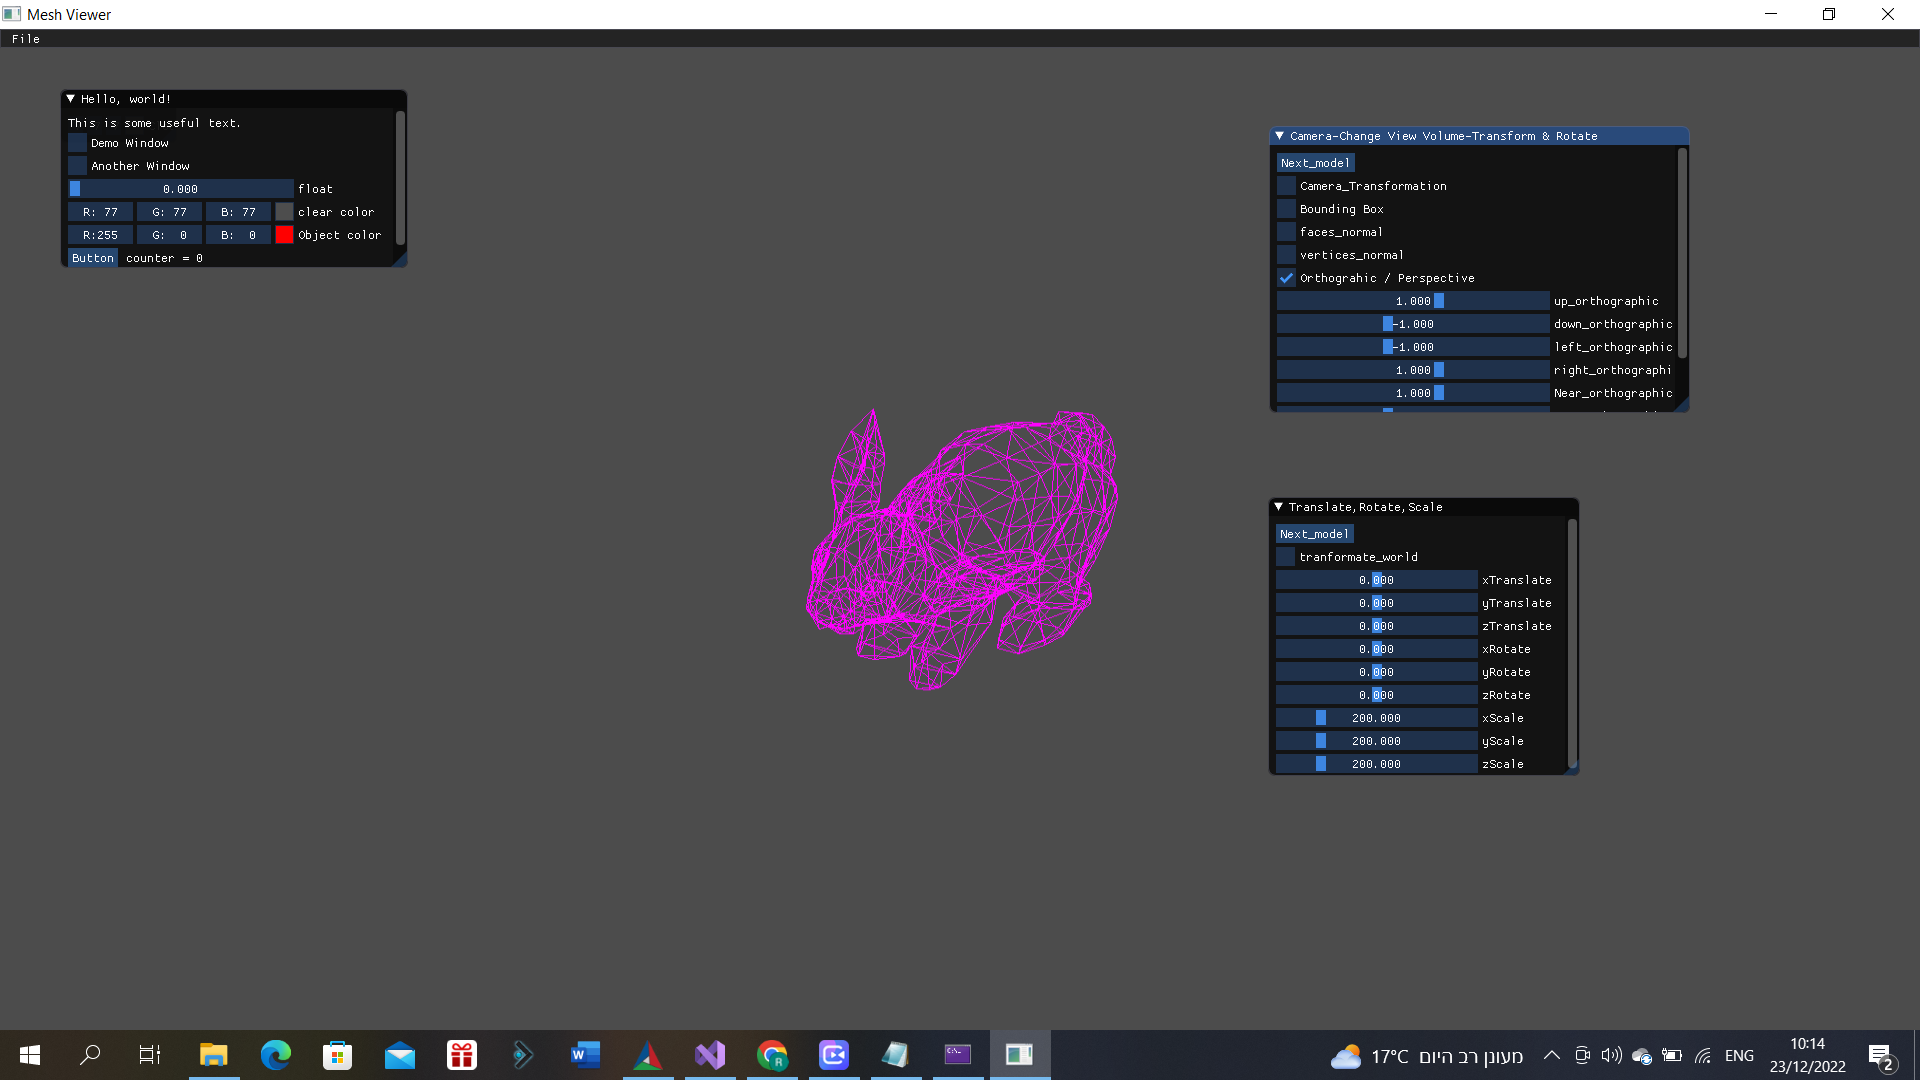 Mesh Viewer
File
Hello, world!
This is some useful text.
Demo Window
Another Window
0.000 float
R: 77 G: 77 B: 77 clear color
R:255 G: 0 B: 0 Object color
Button counter = 0
Camera-Change View Volume-Transform & Rotate
Next_model
Camera_Transformation
Bounding Box
faces_normal
vertices_normal
Orthograhic / Perspective
1.000 up_orthographic
-1.000 down_orthographic
-1.000 left_orthographic
1.000 right_orthographi
1.000 Near_orthographic
Translate,Rotate,Scale
Next_model
tranformate_world
0.000 xTranslate
0.000 yTranslate
0.000 zTranslate
0.000 xRotate
0.000 yRotate
0.000 zRotate
200.000 xScale
200.000 yScale
200.000 zScale
17°C מעונן רב היום
ENG
10:14
23/12/2022
2